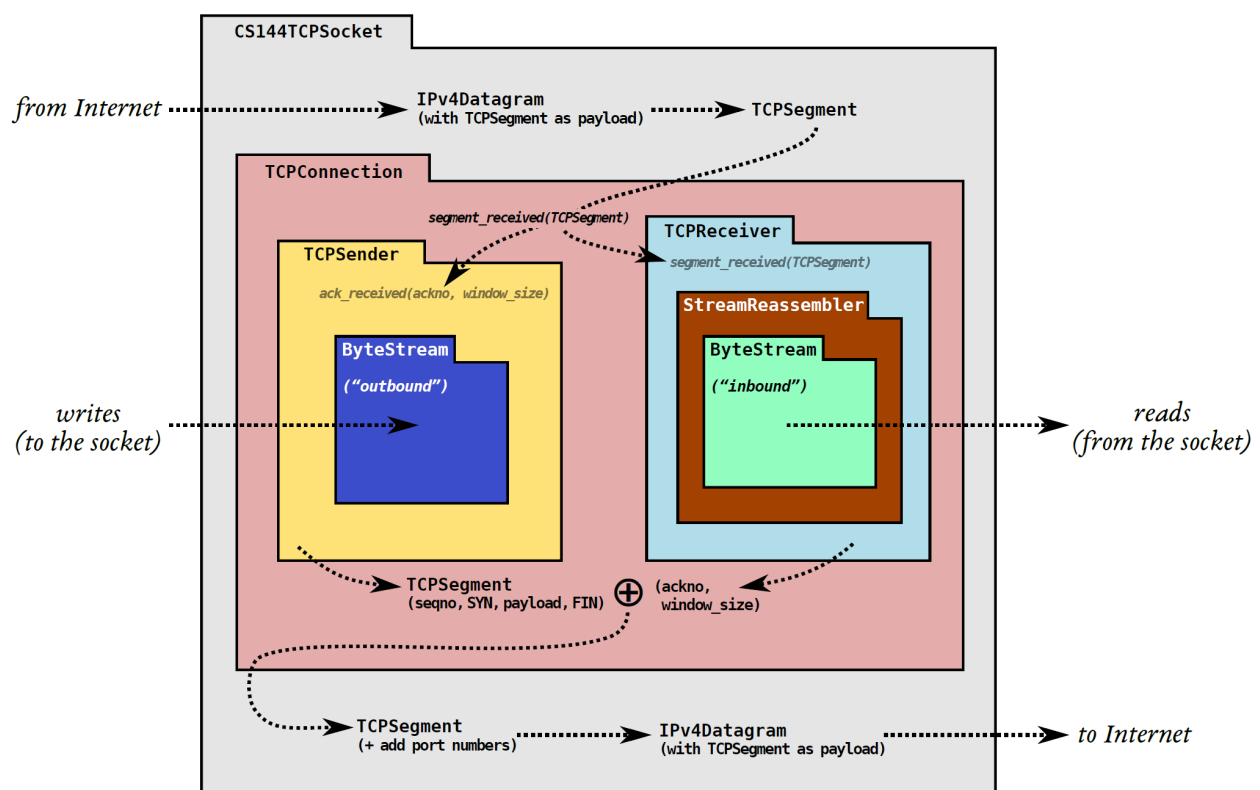 CS144TCPSocket
from Internet
IPv4Datagram
(with TCPSegment as payload)
TCPSegment
TCPConnection
segment_received(TCPSegment)
TCPReceiver
segment_received(TCPSegment)
TCPSender
ack_received(ackno, window_size)
StreamReassembler
ByteStream
(“outbound”)
ByteStream
(“inbound”)
writes
(to the socket)
reads
(from the socket)
TCPSegment
(seqno, SYN, payload, FIN)
(ackno,
window_size)
TCPSegment
(+ add port numbers)
IPv4Datagram
(with TCPSegment as payload)
to Internet